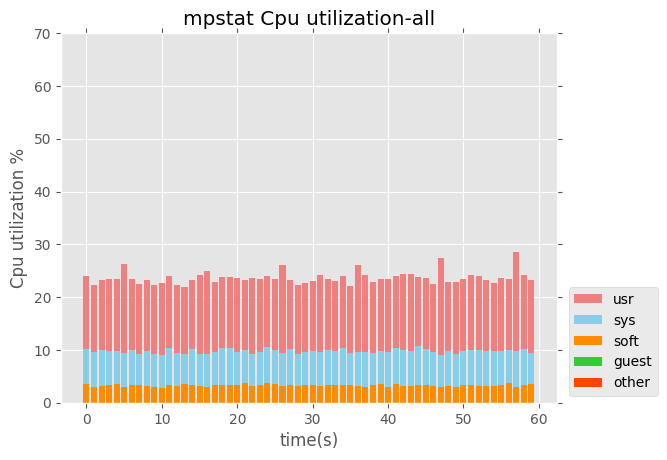 mpstat Cpu utilization-all
Cpu utilization %
70
60
50
40
30
20
10
0
0 10 20 30 40 50 60
time(s)
usr
sys
soft
guest
other